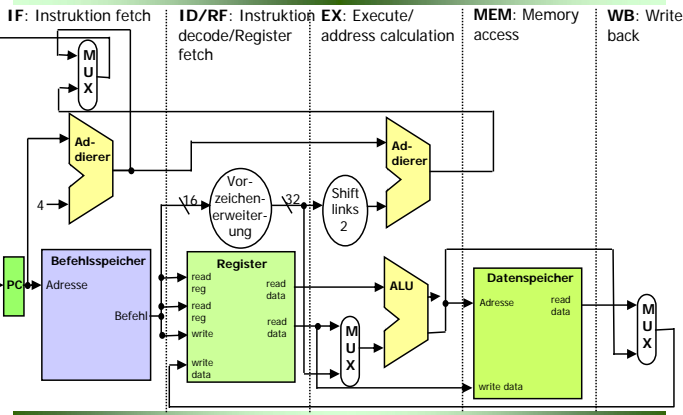 IF: Instruktion fetch
ID/RF: Instruktion
decode/Register
fetch
EX: Execute/
address calculation
MEM: Memory
access
WB: Write
back
M
U
X
Ad-
dierer
4
Ad-
dierer
16
Vor-
zeichen-
erweiter-
ung
32
Shift
links
2
PC
Befehlsspeicher
Adresse
Befehl
Register
read
reg
read
reg
write
write
data
read
data
read
data
M
U
X
ALU
Datenspeicher
Adresse
read
data
write data
M
U
X